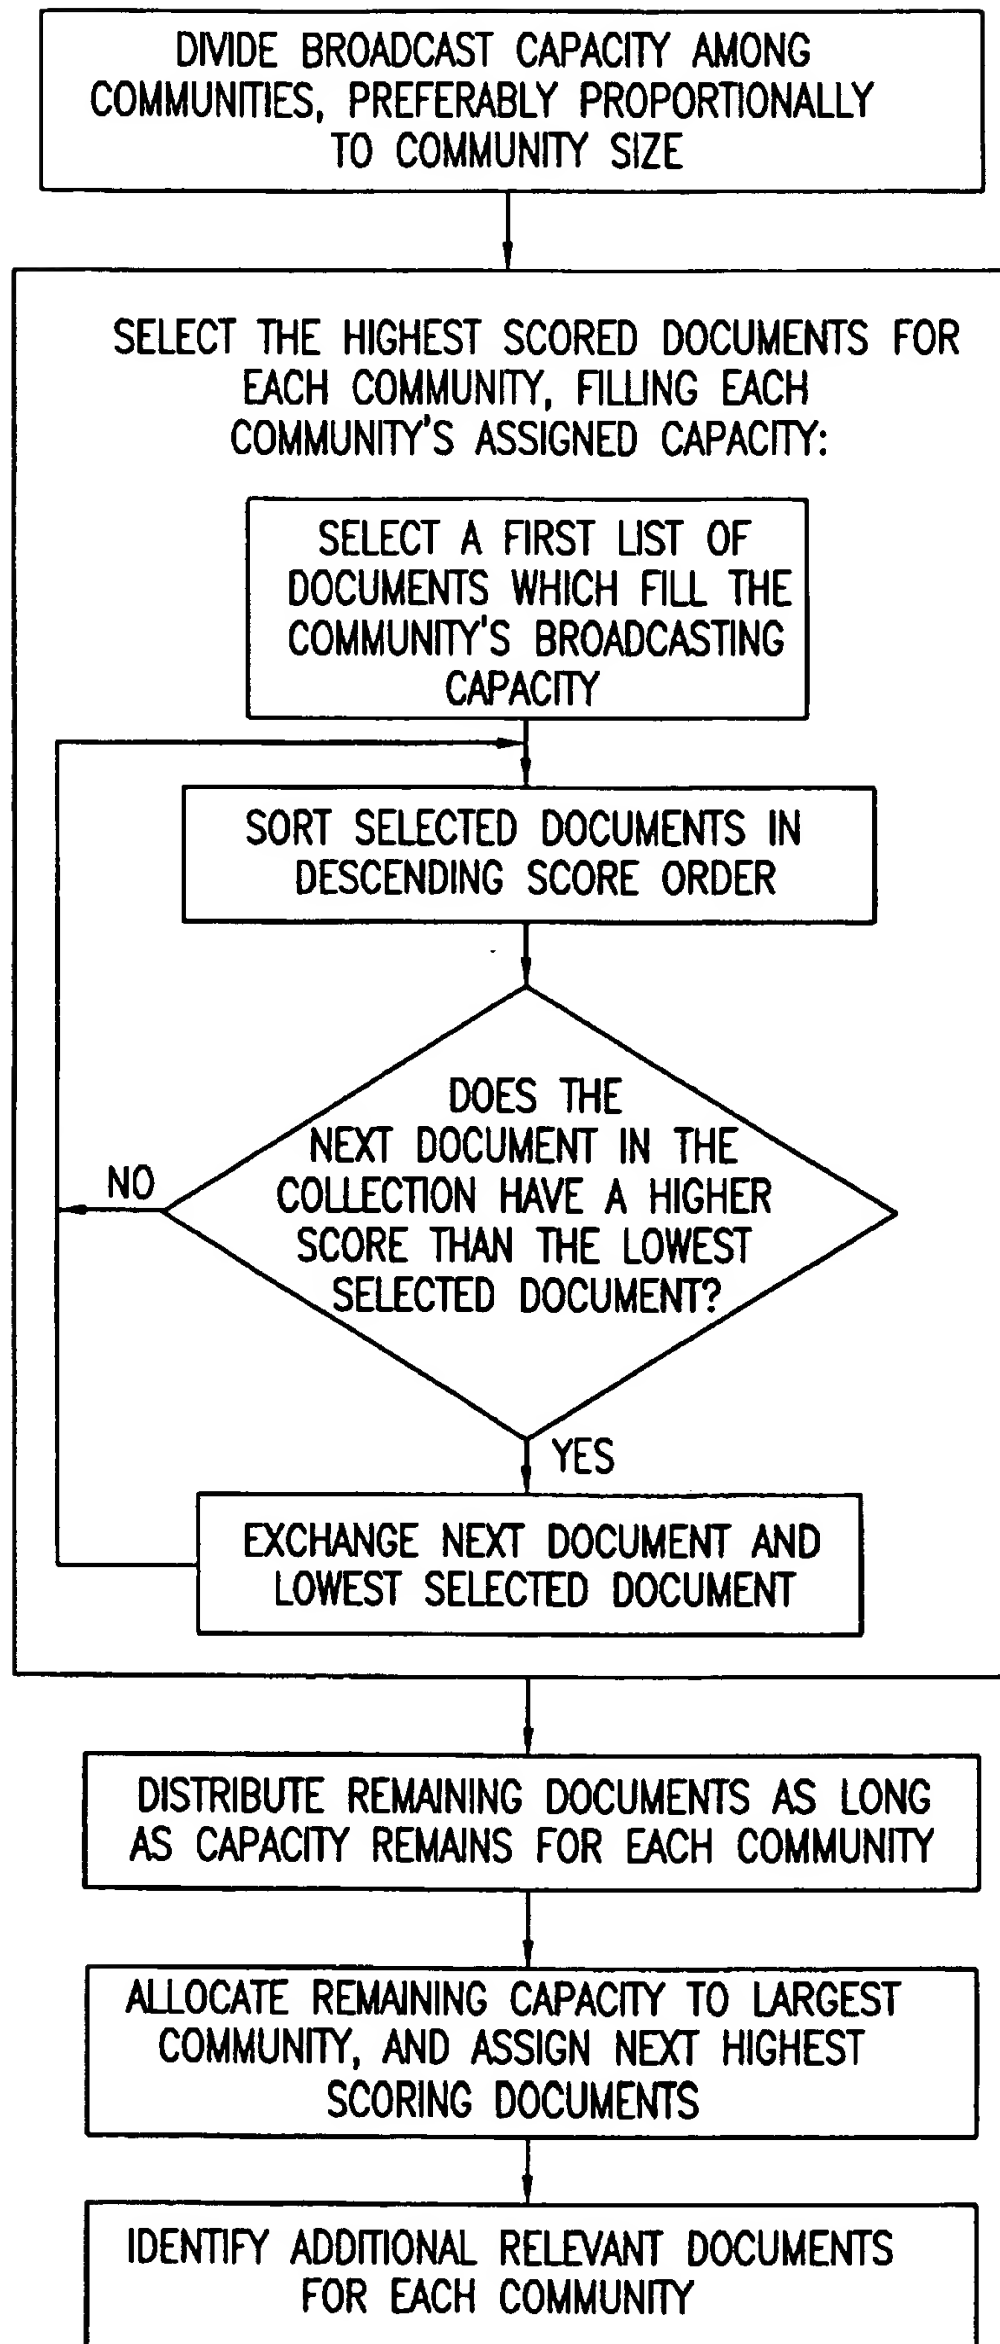 DIVIDE BROADCAST CAPACITY AMONG
COMMUNITIES, PREFERABLY PROPORTIONALLY
TO COMMUNITY SIZE
SELECT THE HIGHEST SCORED DOCUMENTS FOR
EACH COMMUNITY, FILLING EACH
COMMUNITY'S ASSIGNED CAPACITY:
SELECT A FIRST LIST OF
DOCUMENTS WHICH FILL THE
COMMUNITY'S BROADCASTING
CAPACITY
SORT SELECTED DOCUMENTS IN
DESCENDING SCORE ORDER
DOES THE
NEXT DOCUMENT IN THE
COLLECTION HAVE A HIGHER
SCORE THAN THE LOWEST
SELECTED DOCUMENT?
NO
YES
EXCHANGE NEXT DOCUMENT AND
LOWEST SELECTED DOCUMENT
DISTRIBUTE REMAINING DOCUMENTS AS LONG
AS CAPACITY REMAINS FOR EACH COMMUNITY
ALLOCATE REMAINING CAPACITY TO LARGEST
COMMUNITY, AND ASSIGN NEXT HIGHEST
SCORING DOCUMENTS
IDENTIFY ADDITIONAL RELEVANT DOCUMENTS
FOR EACH COMMUNITY